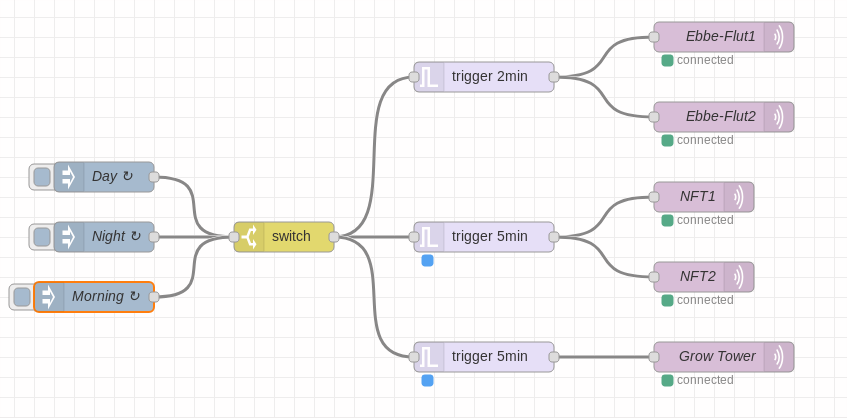 Ebbe-Flut1
connected
trigger 2min
Ebbe-Flut2
connected
Day ↻
NFT1
connected
Night ↻
switch
trigger 5min
NFT2
connected
Morning ↻
trigger 5min
Grow Tower
connected